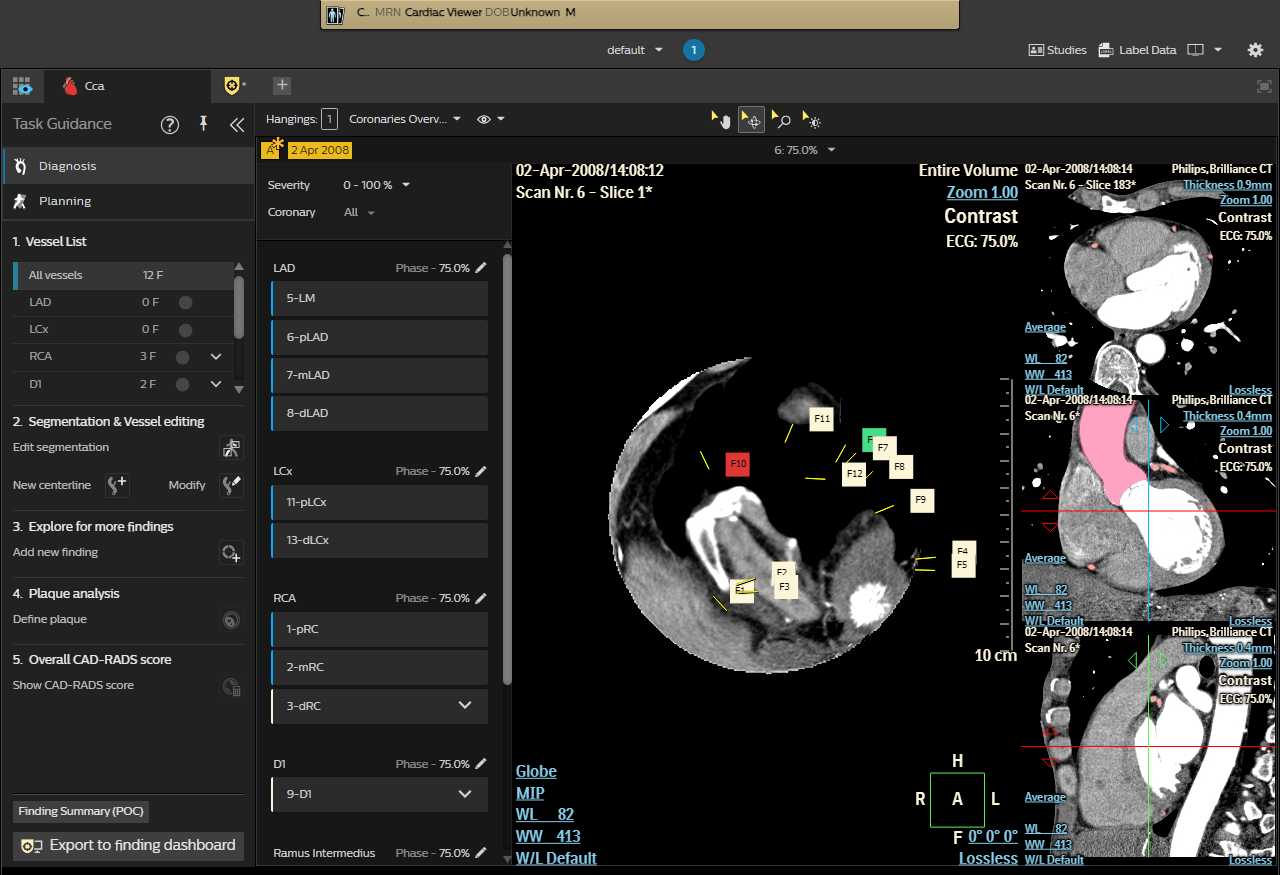 C.. MRN Cardiac Viewer DOBUnknown M
default 1
Studies Label Data
Cca
Task Guidance
Hangings: 1 Coronaries Overv...
Diagnosis
Planning
A 2 Apr 2008
6: 75.0%
1. Vessel List
All vessels 12 F
LAD 0 F
LCx 0 F
RCA 3 F
D1 2 F
2. Segmentation & Vessel editing
Edit segmentation
New centerline Modify
3. Explore for more findings
Add new finding
4. Plaque analysis
Define plaque
5. Overall CAD-RADS score
Show CAD-RADS score
Finding Summary (POC)
Export to finding dashboard
Severity 0 - 100 %
Coronary All
LAD Phase - 75.0%
5-LM
6-pLAD
7-mLAD
8-dLAD
LCx Phase - 75.0%
11-pLCx
13-dLCx
RCA Phase - 75.0%
1-pRC
2-mRC
3-dRC
D1 Phase - 75.0%
9-D1
Ramus Intermedius Phase - 75.0%
02-Apr-2008/14:08:12
Scan Nr. 6 - Slice 1*
Entire Volume
Zoom 1.00
Contrast
ECG: 75.0%
F11
F7
F10
F12
F8
F9
F4
F5
F2
F3
F1
10 cm
Globe
MIP
WL 82
WW 413
W/L Default
H
R A L
F 0° 0° 0°
Lossless
02-Apr-2008/14:08:14 Philips,Brilliance CT
Scan Nr. 6 - Slice 183* Thickness 0.9mm
Zoom 1.00
Contrast
ECG: 75.0%
Average
WL 82
WW 413
W/L Default Lossless
02-Apr-2008/14:08:14 Philips,Brilliance CT
Scan Nr. 6* Thickness 0.4mm
Zoom 1.00
Contrast
ECG: 75.0%
Average
WL 82
WW 413
W/L Default Lossless
02-Apr-2008/14:08:14 Philips,Brilliance CT
Scan Nr. 6* Thickness 0.4mm
Zoom 1.00
Contrast
ECG: 75.0%
Average
WL 82
WW 413
W/L Default Lossless